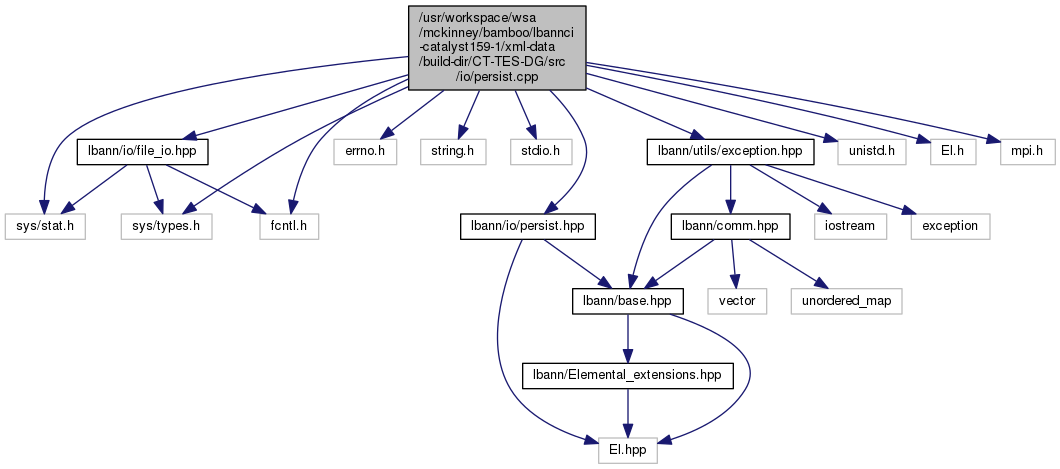 /usr/workspace/wsa
/mckinney/bamboo/lbannci
-catalyst159-1/xml-data
/build-dir/CT-TES-DG/src
/io/persist.cpp
lbann/io/file_io.hpp
errno.h
string.h
stdio.h
lbann/utils/exception.hpp
unistd.h
El.h
mpi.h
sys/stat.h
sys/types.h
fcntl.h
lbann/io/persist.hpp
lbann/comm.hpp
iostream
exception
lbann/base.hpp
vector
unordered_map
lbann/Elemental_extensions.hpp
El.hpp